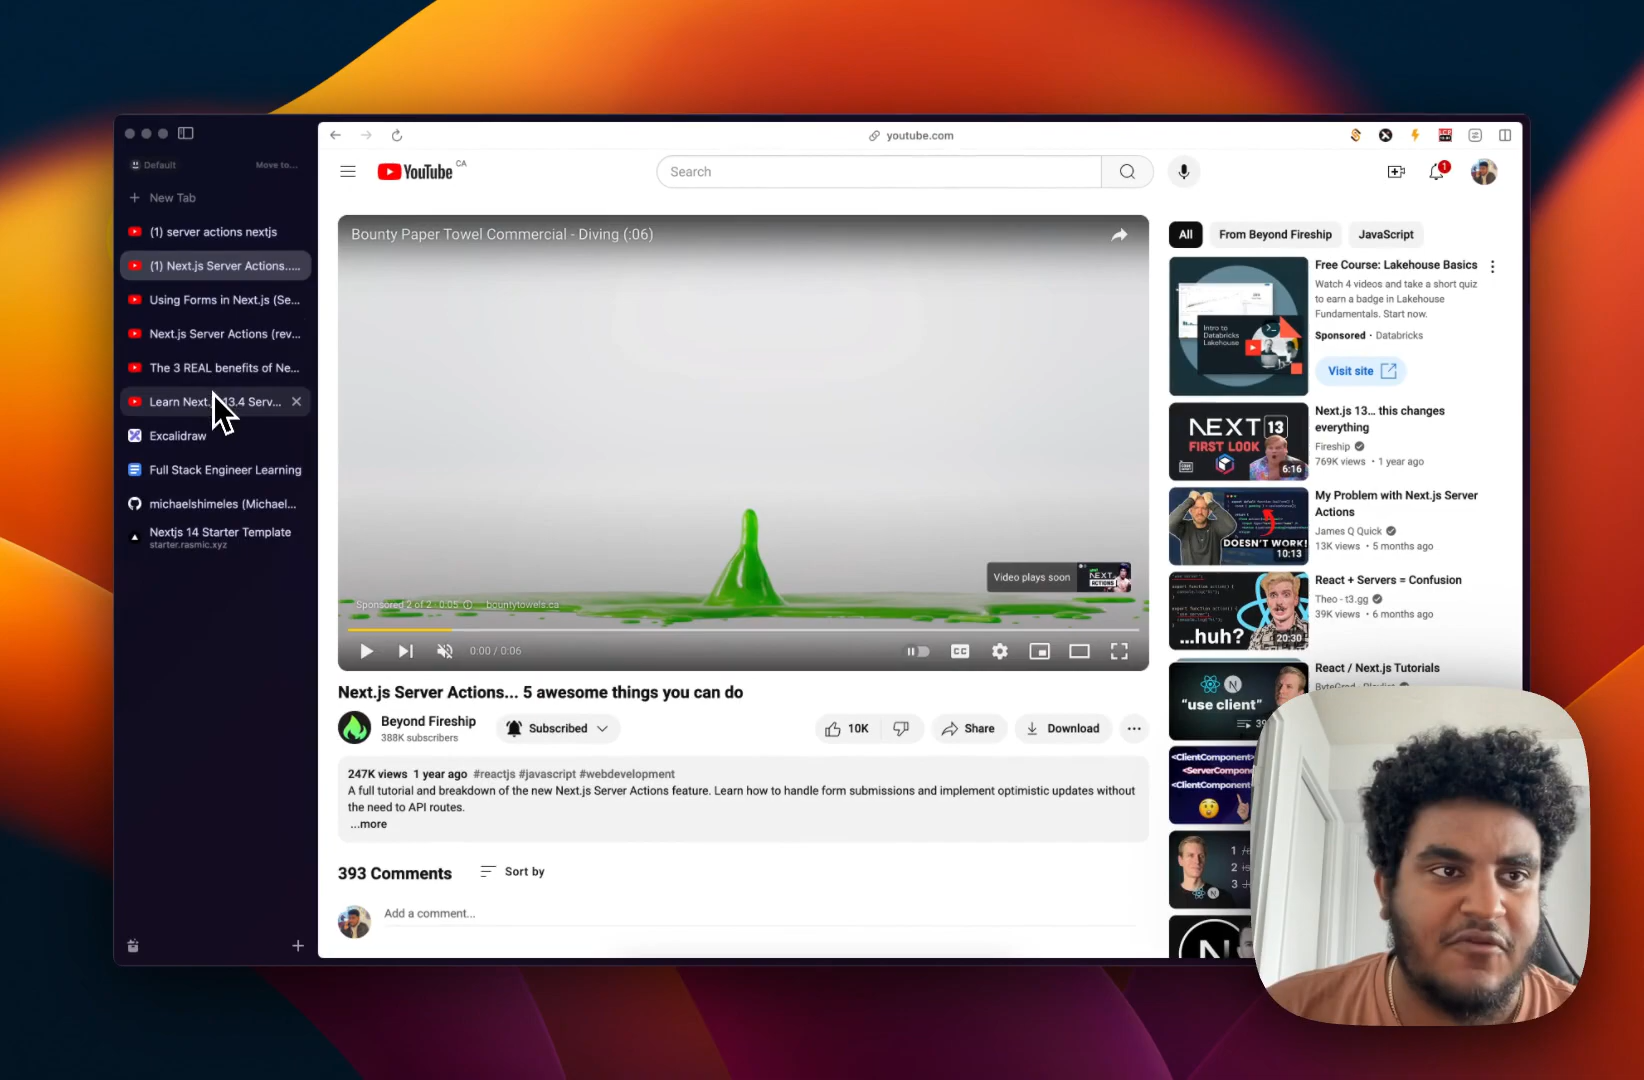 youtube.com
Default
Move to...
New Tab
(1) server actions nextjs
(1) Next.js Server Actions.....
Using Forms in Next.js (Se...
Next.js Server Actions (rev...
The 3 REAL benefits of Ne...
Learn Next. 13.4 Serv...
Excalidraw
Full Stack Engineer Learning
michaelshimeles (Michael...
Nextjs 14 Starter Template
starter.rasmic.xyz
YouTube CA
Search
1
Bounty Paper Towel Commercial - Diving (:06)
Video plays soon
Sponsored 2 of 2 · 0:05
bountytowels.ca
0:00 / 0:06
CC
Next.js Server Actions... 5 awesome things you can do
Beyond Fireship
388K subscribers
Subscribed
10K
Share
Download
247K views 1 year ago #reactjs #javascript #webdevelopment
A full tutorial and breakdown of the new Next.js Server Actions feature. Learn how to handle form submissions and implement optimistic updates without
the need to API routes.
...more
393 Comments
Sort by
Add a comment...
All
From Beyond Fireship
JavaScript
Intro to
Databricks
Lakehouse
Free Course: Lakehouse Basics
Watch 4 videos and take a short quiz
to earn a badge in Lakehouse
Fundamentals. Start now.
Sponsored · Databricks
Visit site
NEXT 13
FIRST LOOK
6:16
Next.js 13... this changes
everything
Fireship
769K views • 1 year ago
DOESN'T WORK!
10:13
My Problem with Next.js Server
Actions
James Q Quick
13K views • 5 months ago
...huh?
20:30
React + Servers = Confusion
Theo - t3.gg
39K views • 6 months ago
"use client"
React / Next.js Tutorials
<ClientComponent>
<ServerCompon
<ClientComponent
1
2
3
N